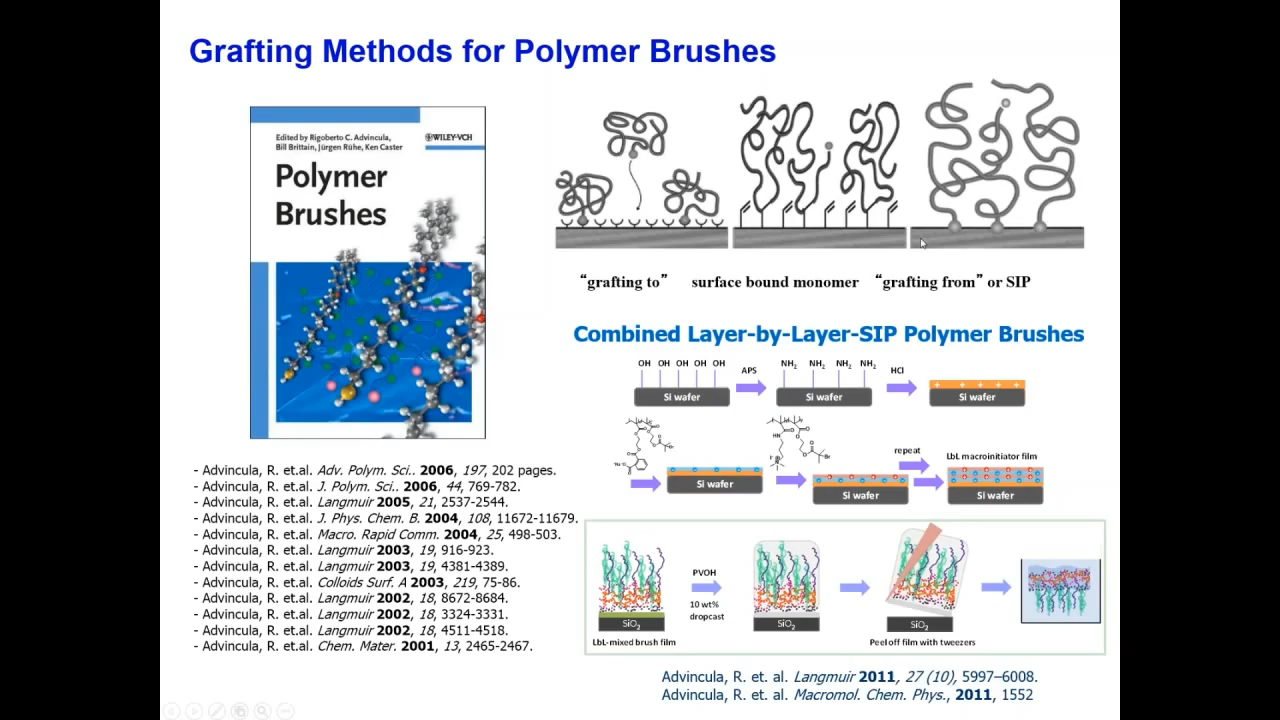 Grafting Methods for Polymer Brushes
Edited by Rigoberto C. Advincula,
Bill Brittain, Jürgen Rühe, Ken Caster
WILEY-VCH
Polymer
Brushes
“grafting to” surface bound monomer “grafting from” or SIP
Combined Layer-by-Layer-SIP Polymer Brushes
OH OH OH OH OH
APS
NH2 NH2 NH2 NH2
HCl
+ + + + +
Si wafer
Si wafer
Si wafer
repeat
LbL macroinitiator film
Si wafer
Si wafer
Si wafer
- Advincula, R. et.al. Adv. Polym. Sci.. 2006, 197, 202 pages.
- Advincula, R. et.al. J. Polym. Sci.. 2006, 44, 769-782.
- Advincula, R. et.al. Langmuir 2005, 21, 2537-2544.
- Advincula, R. et.al. J. Phys. Chem. B. 2004, 108, 11672-11679.
- Advincula, R. et.al. Macro. Rapid Comm. 2004, 25, 498-503.
- Advincula, R. et.al. Langmuir 2003, 19, 916-923.
- Advincula, R. et.al. Langmuir 2003, 19, 4381-4389.
- Advincula, R. et.al. Colloids Surf. A 2003, 219, 75-86.
- Advincula, R. et.al. Langmuir 2002, 18, 8672-8684.
- Advincula, R. et.al. Langmuir 2002, 18, 3324-3331.
- Advincula, R. et.al. Langmuir 2002, 18, 4511-4518.
- Advincula, R. et.al. Chem. Mater. 2001, 13, 2465-2467.
PVOH
10 wt%
dropcast
SiO2
SiO2
SiO2
LbL-mixed brush film
Peel off film with tweezers
Advincula, R. et. al. Langmuir 2011, 27 (10), 5997–6008.
Advincula, R. et. al. Macromol. Chem. Phys., 2011, 1552